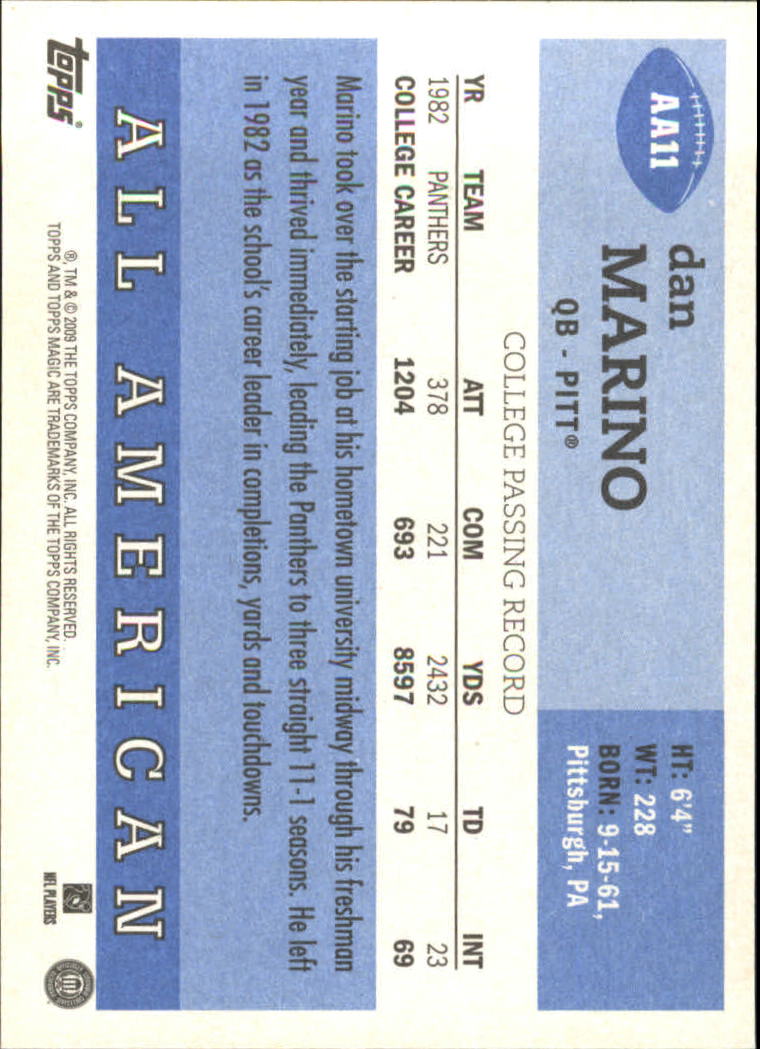 AA11
dan
MARINO
QB - PITT®
HT: 6'4"
WT: 228
BORN: 9-15-61,
Pittsburgh, PA
COLLEGE PASSING RECORD
YR TEAM ATT COM YDS TD INT
1982 PANTHERS 378 221 2432 17 23
COLLEGE CAREER 1204 693 8597 79 69
Marino took over the starting job at his hometown university midway through his freshman
year and thrived immediately, leading the Panthers to three straight 11-1 seasons. He left
in 1982 as the school's career leader in completions, yards and touchdowns.
ALL AMERICAN
topps®
®, TM & © 2009 THE TOPPS COMPANY, INC. ALL RIGHTS RESERVED.
TOPPS AND TOPPS MAGIC ARE TRADEMARKS OF THE TOPPS COMPANY, INC.
NFL PLAYERS